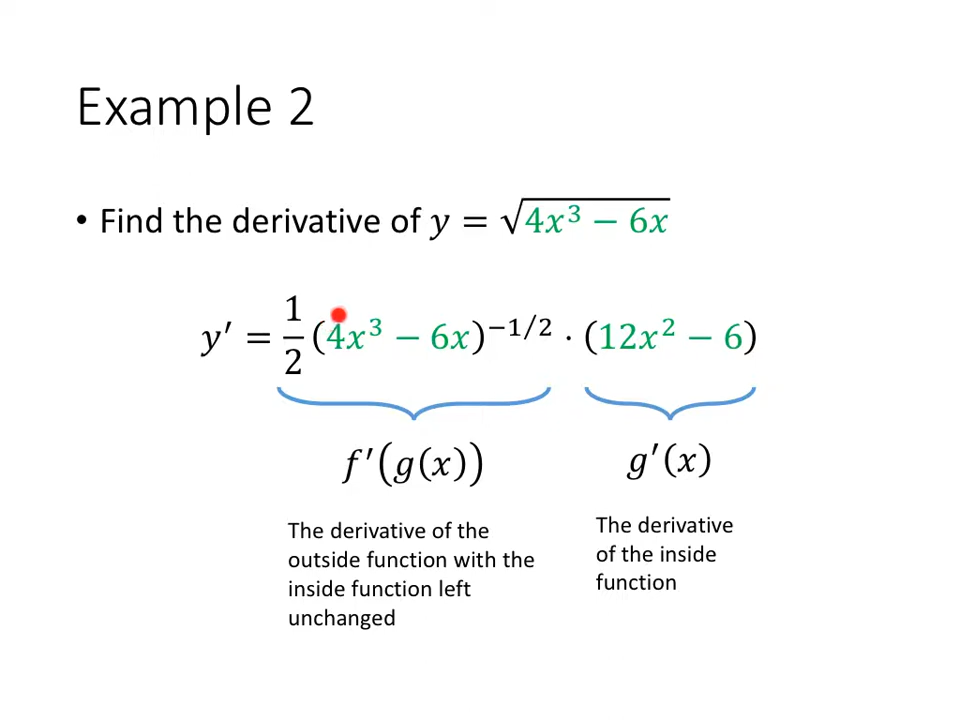 Example 2
• Find the derivative of y = √(4x³ − 6x)
y′ = 1/2 (4x³ − 6x)^(−1/2) · (12x² − 6)
f′(g(x))
The derivative of the
outside function with the
inside function left
unchanged
g′(x)
The derivative
of the inside
function